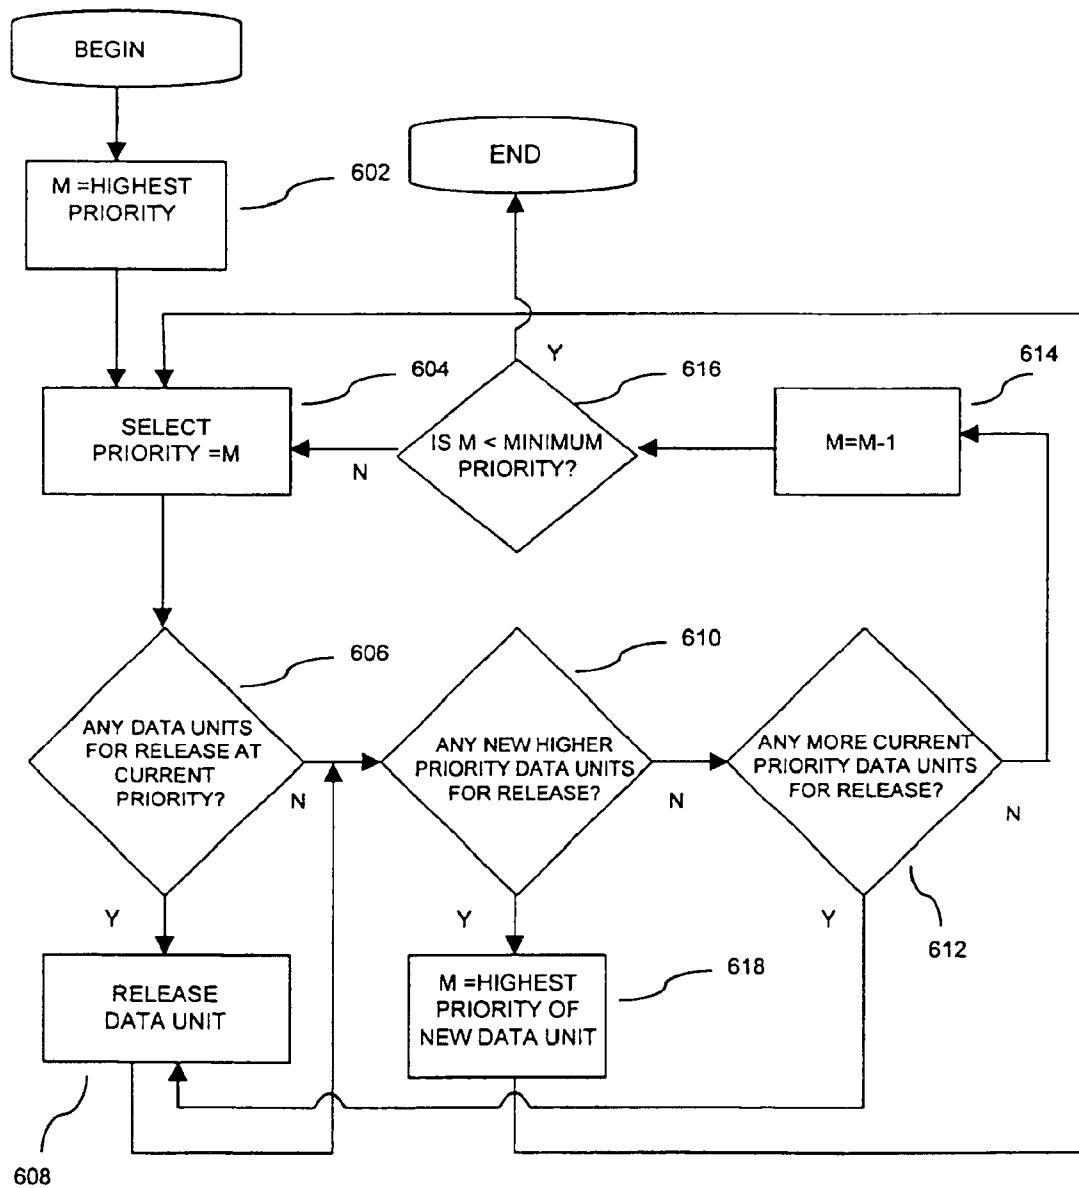 BEGIN
END
M =HIGHEST
PRIORITY
602
Y
604
616
614
SELECT
PRIORITY =M
N
IS M < MINIMUM
PRIORITY?
M=M-1
606
610
ANY DATA UNITS
FOR RELEASE AT
CURRENT
PRIORITY?
N
ANY NEW HIGHER
PRIORITY DATA UNITS
FOR RELEASE?
N
ANY MORE CURRENT
PRIORITY DATA UNITS
FOR RELEASE?
N
Y
Y
Y
612
RELEASE
DATA UNIT
M =HIGHEST
PRIORITY OF
NEW DATA UNIT
618
608